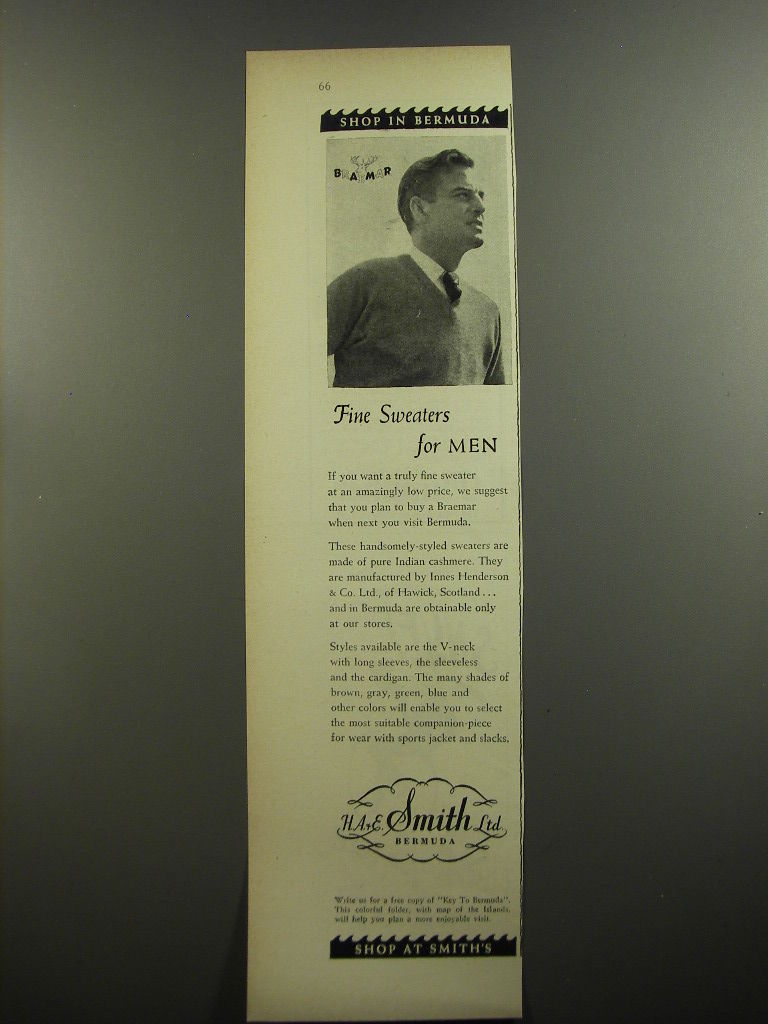 66
SHOP IN BERMUDA
BRAEMAR
Fine Sweaters
for MEN
If you want a truly fine sweater
at an amazingly low price, we suggest
that you plan to buy a Braemar
when next you visit Bermuda.
These handsomely-styled sweaters are
made of pure Indian cashmere. They
are manufactured by Innes Henderson
& Co. Ltd., of Hawick, Scotland...
and in Bermuda are obtainable only
at our stores.
Styles available are the V-neck
with long sleeves, the sleeveless
and the cardigan. The many shades of
brown, gray, green, blue and
other colors will enable you to select
the most suitable companion-piece
for wear with sports jacket and slacks.
H.A.&E. Smith Ltd.
BERMUDA
Write us for a free copy of "Key To Bermuda".
This colorful folder, with map of the Islands,
will help you plan a more enjoyable visit.
SHOP AT SMITH'S